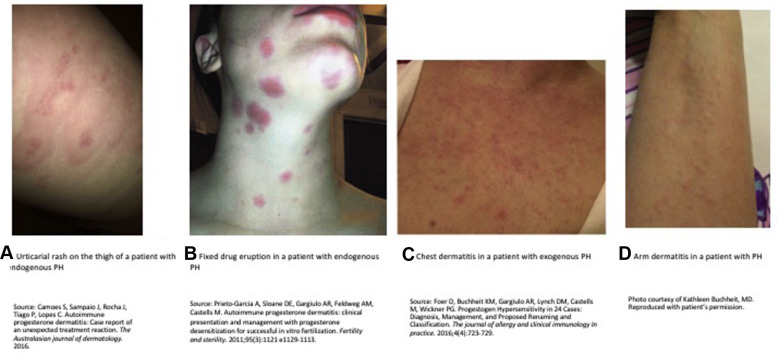 A Urticarial rash on the thigh of a patient with
endogenous PH
B Fixed drug eruption in a patient with endogenous
PH
C Chest dermatitis in patient with exogenous PH
D Arm dermatitis in a patient with PH
Source: Camoes S, Sampaio J, Rocha J,
Tiago P, Lopes C. Autoimmune
progesterone dermatitis: Case report of
an unexpected treatment reaction. The
Australasian journal of dermatology.
2016.
Source: Prieto-Garcia A, Sloane DE, Gargiulo AR, Feldweg AM,
Castells M. Autoimmune progesterone dermatitis: clinical
presentation and management with progesterone
desensitization for successful in vitro fertilization. Fertility
and sterility. 2011;95(3):1121 e1129-1113.
Source: Foer D, Buchheit KM, Gargiulo AR, Lynch DM, Castells
M, Wickner PG. Progestogen Hypersensitivity in 24 Cases:
Diagnosis, Management, and Proposed Renaming and
Classification. The journal of allergy and clinical immunology In
practice. 2016;4(4):723-729.
Photo courtesy of Kathleen Buchheit, MD.
Reproduced with patient's permission.